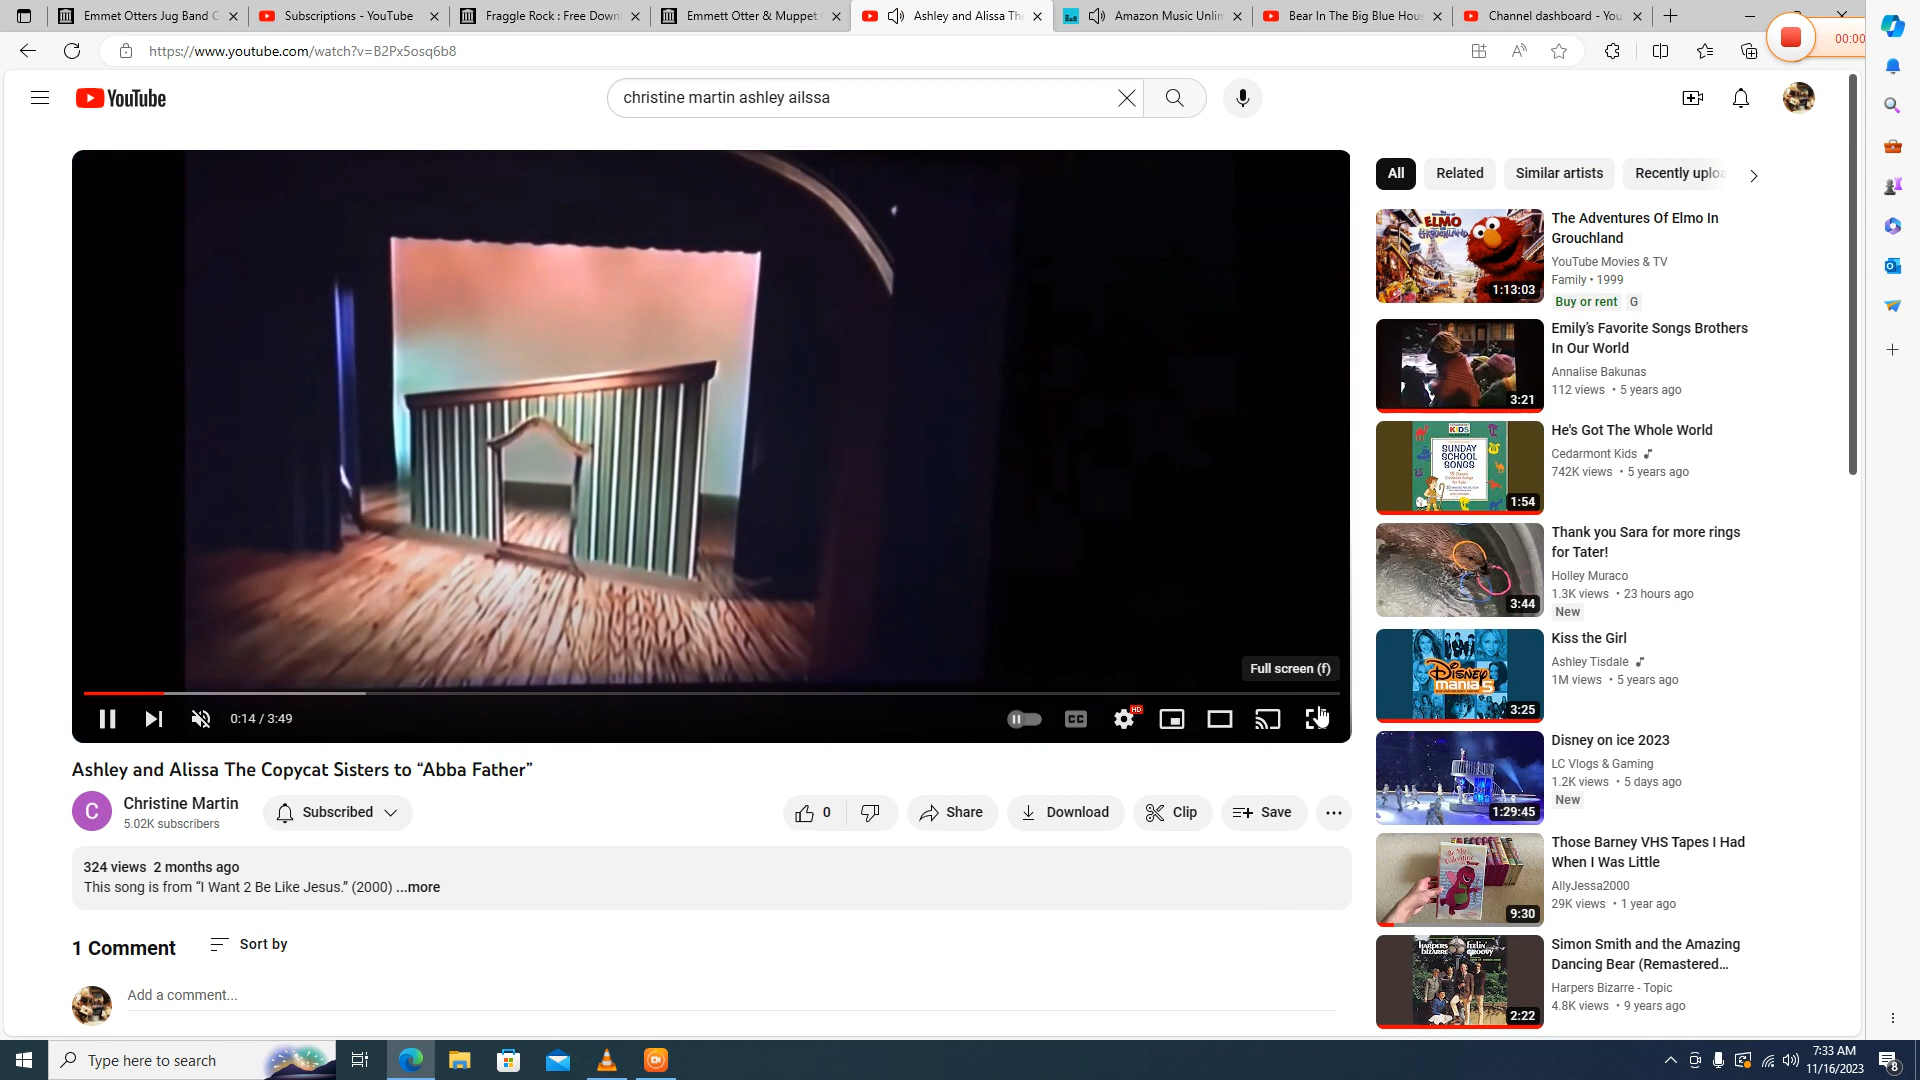 Emmet Otters Jug Band C
Subscriptions - YouTube
Fraggle Rock : Free Down
Emmett Otter & Muppet
Ashley and Alissa Th
Amazon Music Unlim
Bear In The Big Blue Hous
Channel dashboard - You
https://www.youtube.com/watch?v=B2Px5osq6b8
00:00
YouTube
christine martin ashley ailssa
All
Related
Similar artists
Recently uploa
The Adventures Of Elmo In
Grouchland
YouTube Movies & TV
Family • 1999
Buy or rent G
1:13:03
Emily's Favorite Songs Brothers
In Our World
Annalise Bakunas
112 views • 5 years ago
3:21
He's Got The Whole World
Cedarmont Kids
742K views • 5 years ago
SUNDAY
SCHOOL
SONGS
1:54
Thank you Sara for more rings
for Tater!
Holley Muraco
1.3K views • 23 hours ago
New
3:44
Kiss the Girl
Ashley Tisdale
1M views • 5 years ago
Disney
mania 5
3:25
Disney on ice 2023
LC Vlogs & Gaming
1.2K views • 5 days ago
New
1:29:45
Those Barney VHS Tapes I Had
When I Was Little
AllyJessa2000
29K views • 1 year ago
9:30
Simon Smith and the Amazing
Dancing Bear (Remastered...
Harpers Bizarre - Topic
4.8K views • 9 years ago
2:22
Full screen (f)
0:14 / 3:49
CC
HD
Ashley and Alissa The Copycat Sisters to “Abba Father”
C
Christine Martin
5.02K subscribers
Subscribed
0
Share
Download
Clip
Save
324 views 2 months ago
This song is from “I Want 2 Be Like Jesus.” (2000) ...more
1 Comment
Sort by
Add a comment...
Type here to search
7:33 AM
11/16/2023
8